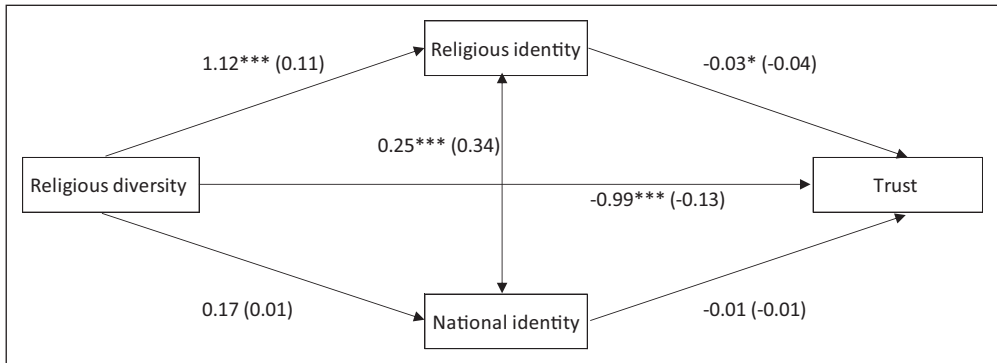 Religious identity
1.12*** (0.11)
-0.03* (-0.04)
0.25*** (0.34)
Religious diversity
Trust
-0.99*** (-0.13)
0.17 (0.01)
National identity
-0.01 (-0.01)